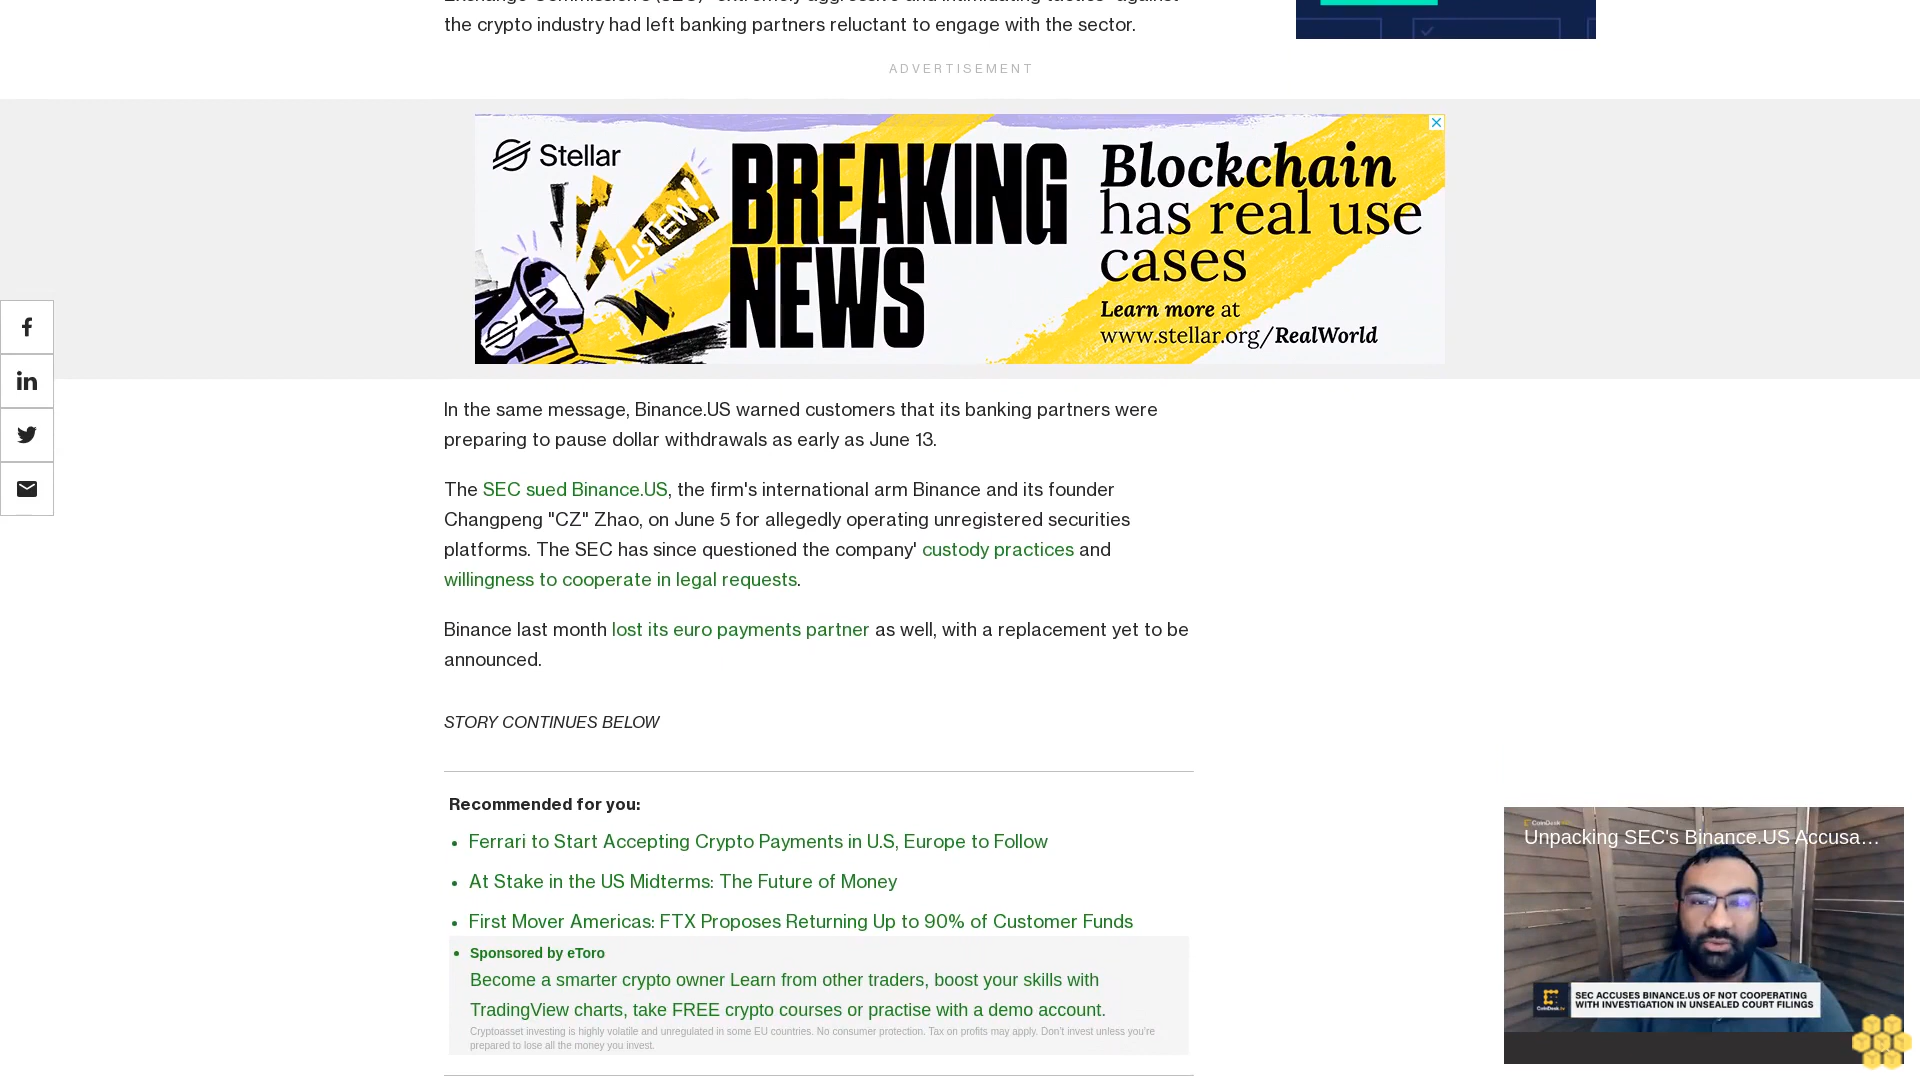 the crypto industry had left banking partners reluctant to engage with the sector.
ADVERTISEMENT
Stellar
LISTEN!
BREAKING
NEWS
Blockchain
has real use
cases
Learn more at
www.stellar.org/RealWorld
In the same message, Binance.US warned customers that its banking partners were
preparing to pause dollar withdrawals as early as June 13.
The SEC sued Binance.US, the firm's international arm Binance and its founder
Changpeng "CZ" Zhao, on June 5 for allegedly operating unregistered securities
platforms. The SEC has since questioned the company' custody practices and
willingness to cooperate in legal requests.
Binance last month lost its euro payments partner as well, with a replacement yet to be
announced.
STORY CONTINUES BELOW
Recommended for you:
Ferrari to Start Accepting Crypto Payments in U.S, Europe to Follow
At Stake in the US Midterms: The Future of Money
First Mover Americas: FTX Proposes Returning Up to 90% of Customer Funds
Sponsored by eToro
Become a smarter crypto owner Learn from other traders, boost your skills with
TradingView charts, take FREE crypto courses or practise with a demo account.
Cryptoasset investing is highly volatile and unregulated in some EU countries. No consumer protection. Tax on profits may apply. Don't invest unless you're
prepared to lose all the money you invest.
CoinDesk
Unpacking SEC's Binance.US Accusa…
SEC ACCUSES BINANCE.US OF NOT COOPERATING
WITH INVESTIGATION IN UNSEALED COURT FILINGS
CoinDesk.tv